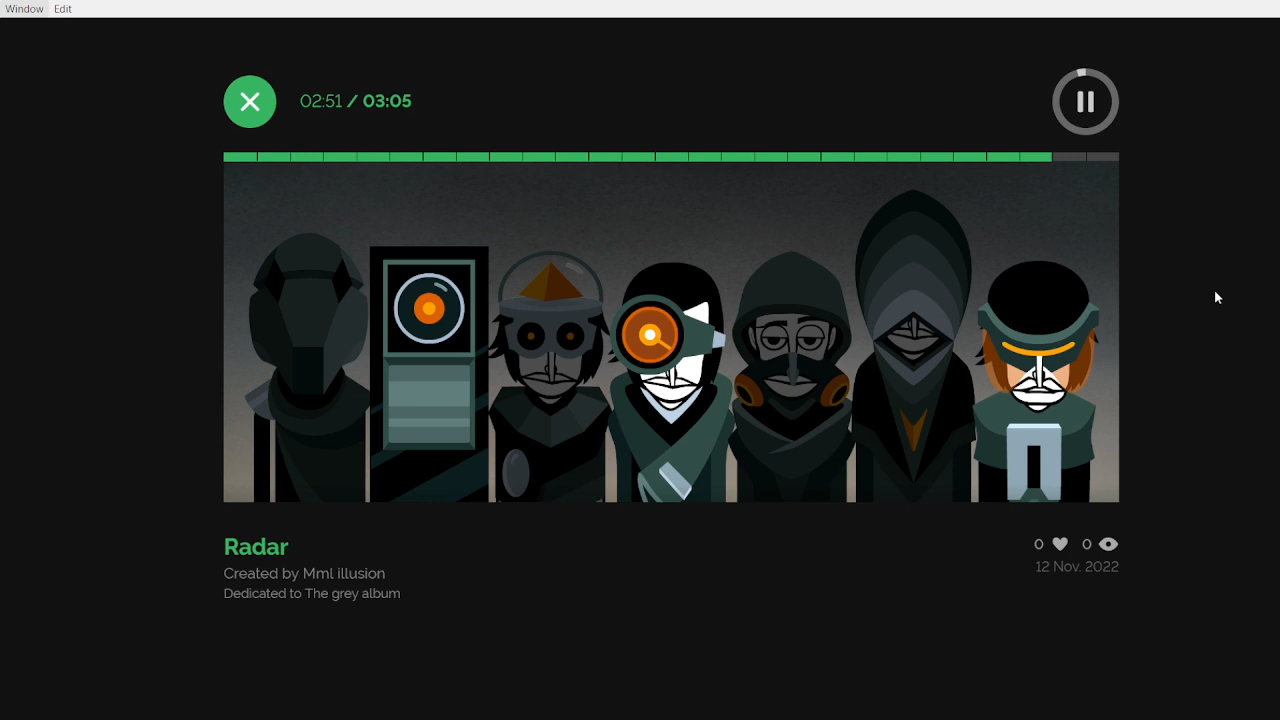 Window Edit
02:51 / 03:05
Radar
Created by Mml illusion
Dedicated to The grey album
0 0
12 Nov. 2022